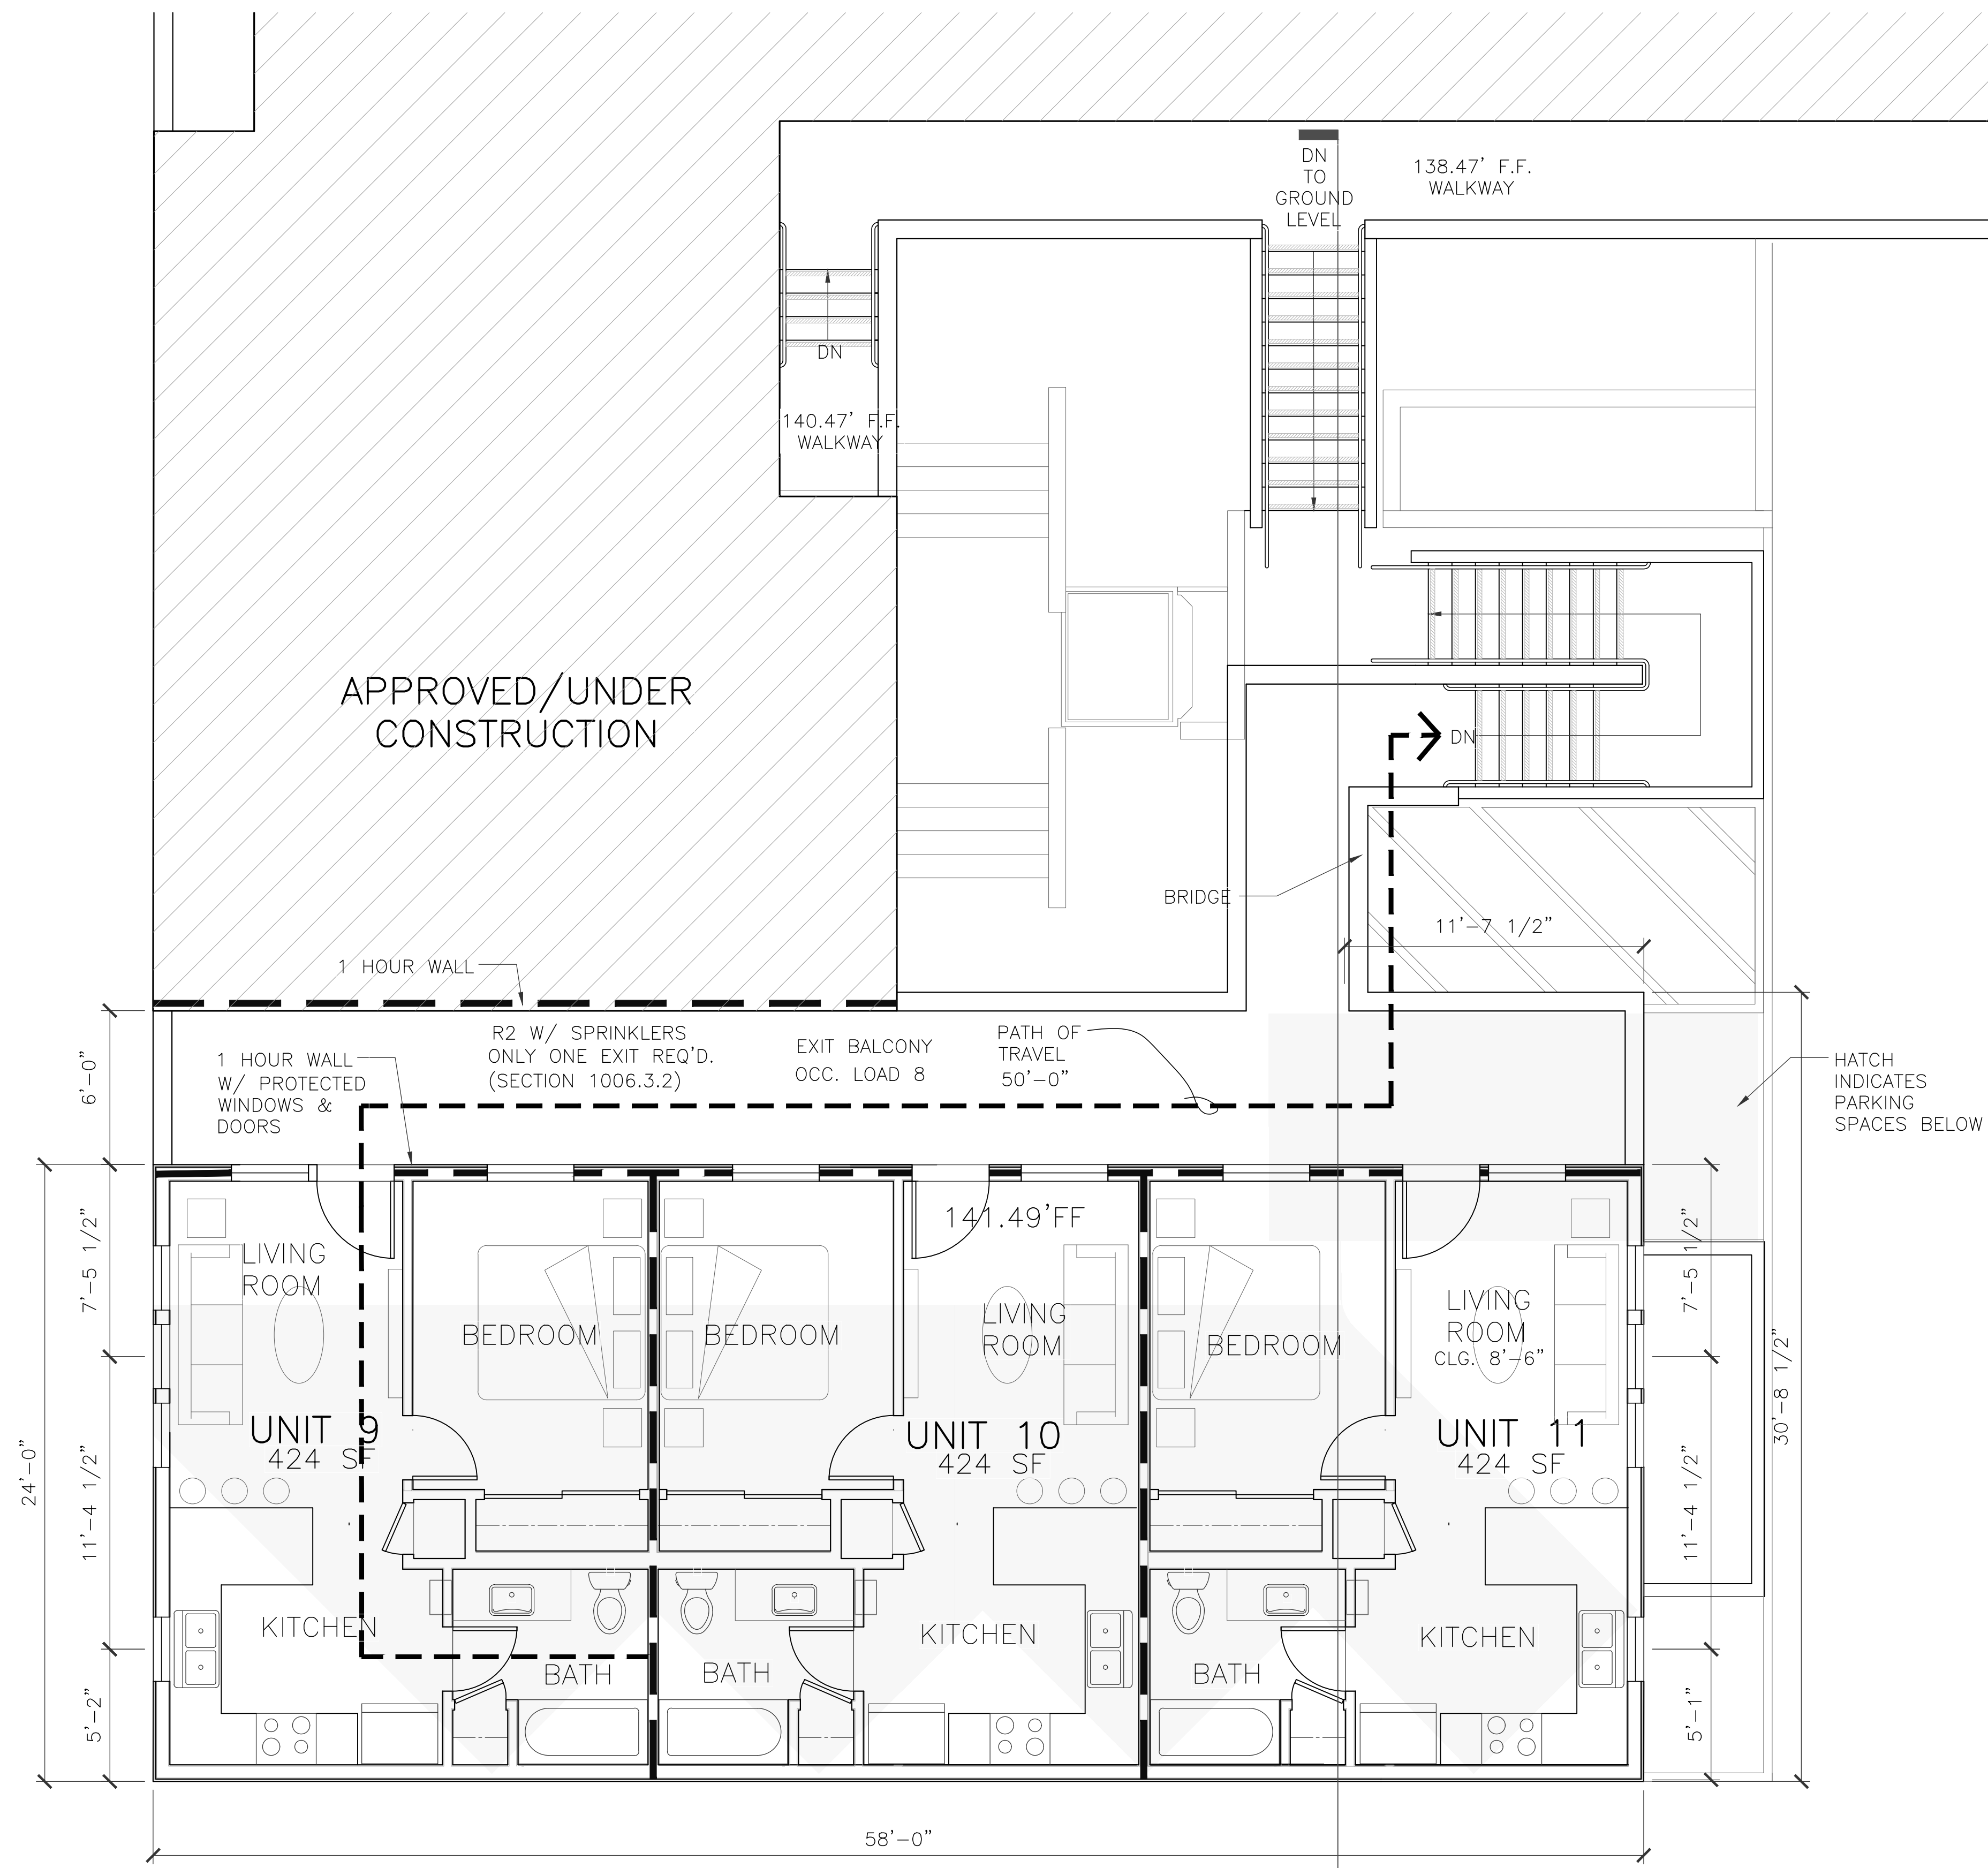 DN
TO
GROUND
LEVEL
138.47' F.F.
WALKWAY
DN
140.47' F.F.
WALKWAY
APPROVED/UNDER
CONSTRUCTION
DN
BRIDGE
11'-7 1/2"
1 HOUR WALL
6'-0"
1 HOUR WALL
W/ PROTECTED
WINDOWS &
DOORS
R2 W/ SPRINKLERS
ONLY ONE EXIT REQ'D.
(SECTION 1006.3.2)
EXIT BALCONY
OCC. LOAD 8
PATH OF
TRAVEL
50'-0"
HATCH
INDICATES
PARKING
SPACES BELOW
141.49'FF
7'-5 1/2"
LIVING
ROOM
BEDROOM
BEDROOM
LIVING
ROOM
BEDROOM
LIVING
ROOM
CLG. 8'-6"
7'-5 1/2"
30'-8 1/2"
24'-0"
UNIT 9
424 SF
UNIT 10
424 SF
UNIT 11
424 SF
11'-4 1/2"
11'-4 1/2"
KITCHEN
BATH
BATH
KITCHEN
BATH
KITCHEN
5'-2"
5'-1"
58'-0"